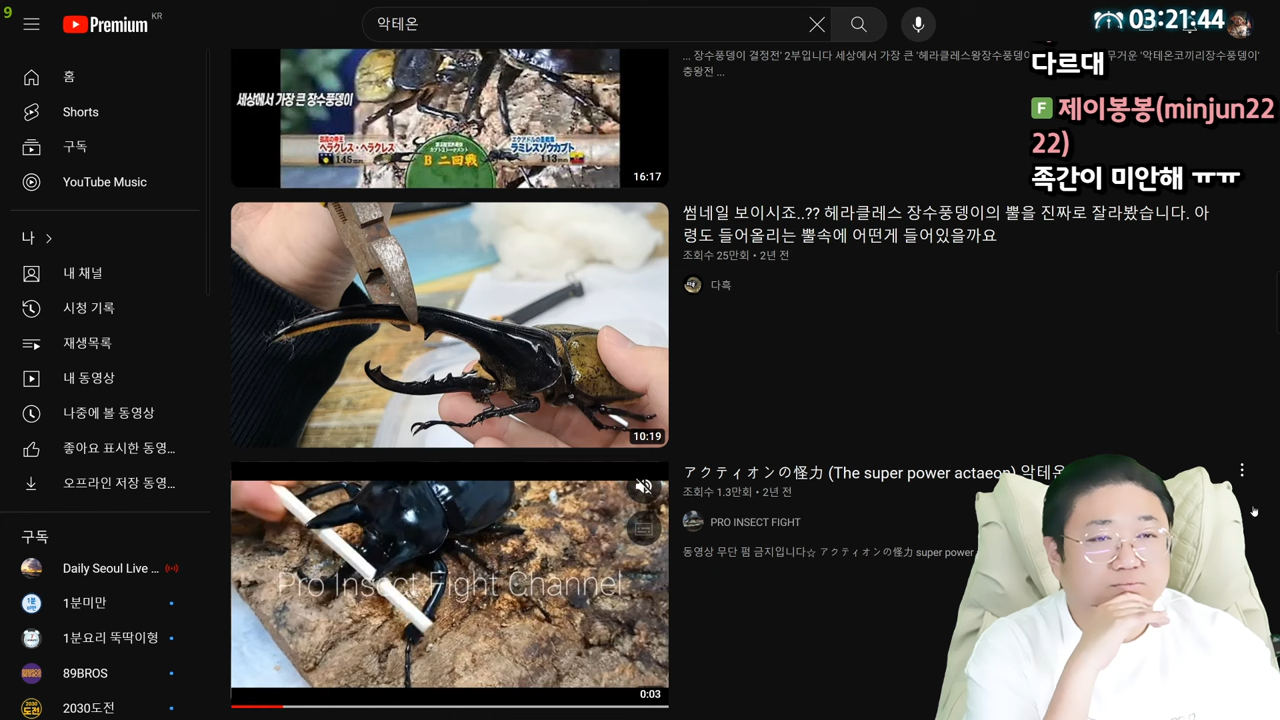 9
Premium KR
악테온
03:21:44
홈
Shorts
구독
YouTube Music
나
내 채널
시청 기록
재생목록
내 동영상
나중에 볼 동영상
좋아요 표시한 동영...
오프라인 저장 동영...
구독
Daily Seoul Live ...
1분미만
1분요리 뚝딱이형
89BROS
2030도전
세상에서 가장 큰 장수풍뎅이
ヘラクレス・ヘラクレス
145mm
B 二回戦
ラミレスゾウカブト
113mm
16:17
... 장수풍뎅이 결정전' 2부입니다 세상에서 가장 큰 '헤라클레스왕장수풍뎅이
무거운 '악테온코끼리장수풍뎅이'
충왕전 ...
다르대
F 제이봉봉(minjun22
22)
족간이 미안해 ㅠㅠ
10:19
썸네일 보이시죠..?? 헤라클레스 장수풍뎅이의 뿔을 진짜로 잘라봤습니다. 아
령도 들어올리는 뿔속에 어떤게 들어있을까요
조회수 25만회 • 2년 전
다흑
Pro Insect Fight Channel
0:03
アクティオンの怪力 (The super power actaeon) 악테온
조회수 1.3만회 • 2년 전
PRO INSECT FIGHT
동영상 무단 펌 금지입니다☆ アクティオンの怪力 super power